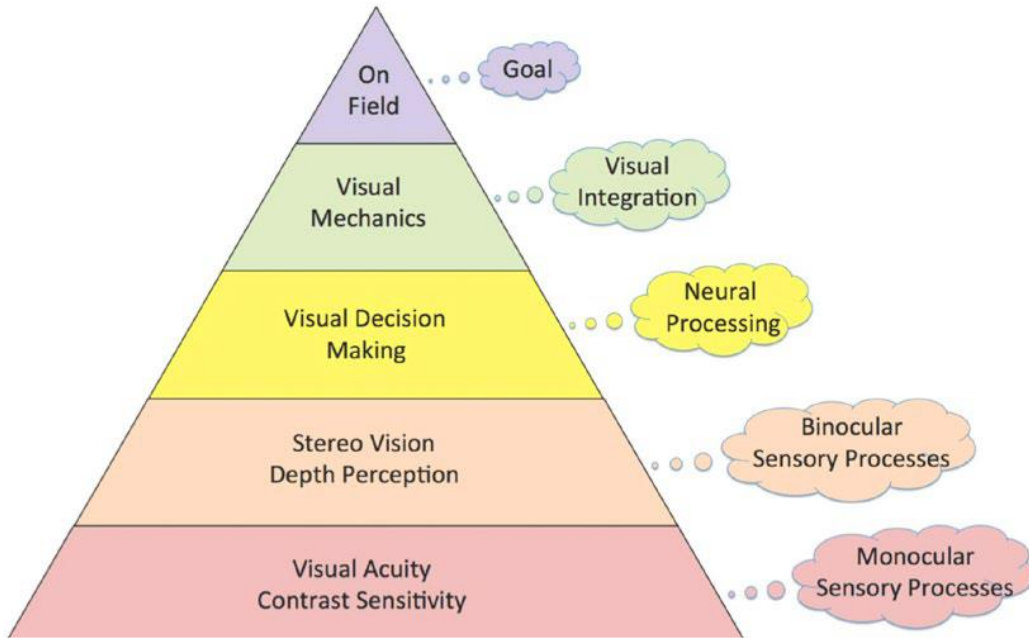 On
Field
Goal
Visual
Mechanics
Visual
Integration
Visual Decision
Making
Neural
Processing
Stereo Vision
Depth Perception
Binocular
Sensory Processes
Visual Acuity
Contrast Sensitivity
Monocular
Sensory Processes